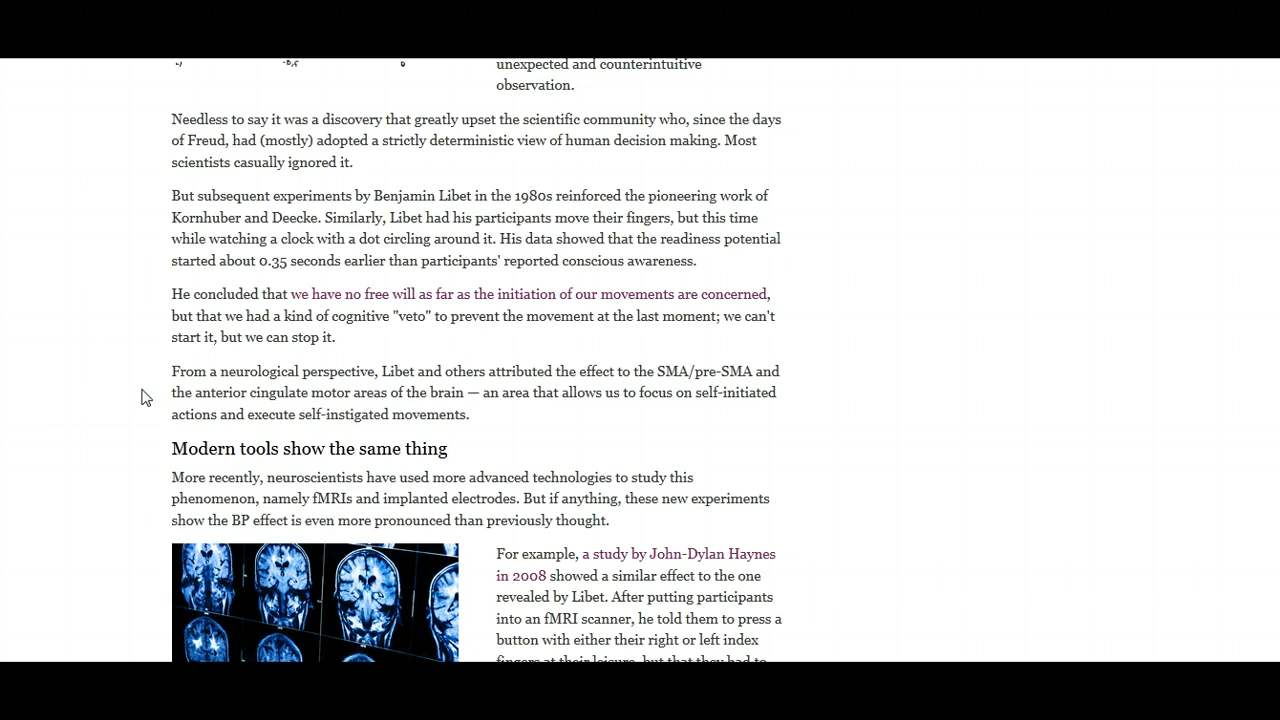 unexpected and counterintuitive
observation.
Needless to say it was a discovery that greatly upset the scientific community who, since the days
of Freud, had (mostly) adopted a strictly deterministic view of human decision making. Most
scientists casually ignored it.
But subsequent experiments by Benjamin Libet in the 1980s reinforced the pioneering work of
Kornhuber and Deecke. Similarly, Libet had his participants move their fingers, but this time
while watching a clock with a dot circling around it. His data showed that the readiness potential
started about 0.35 seconds earlier than participants' reported conscious awareness.
He concluded that we have no free will as far as the initiation of our movements are concerned,
but that we had a kind of cognitive "veto" to prevent the movement at the last moment; we can't
start it, but we can stop it.
From a neurological perspective, Libet and others attributed the effect to the SMA/pre-SMA and
the anterior cingulate motor areas of the brain — an area that allows us to focus on self-initiated
actions and execute self-instigated movements.
Modern tools show the same thing
More recently, neuroscientists have used more advanced technologies to study this
phenomenon, namely fMRIs and implanted electrodes. But if anything, these new experiments
show the BP effect is even more pronounced than previously thought.
For example, a study by John-Dylan Haynes
in 2008 showed a similar effect to the one
revealed by Libet. After putting participants
into an fMRI scanner, he told them to press a
button with either their right or left index
fingers at their leisure, but that they had to